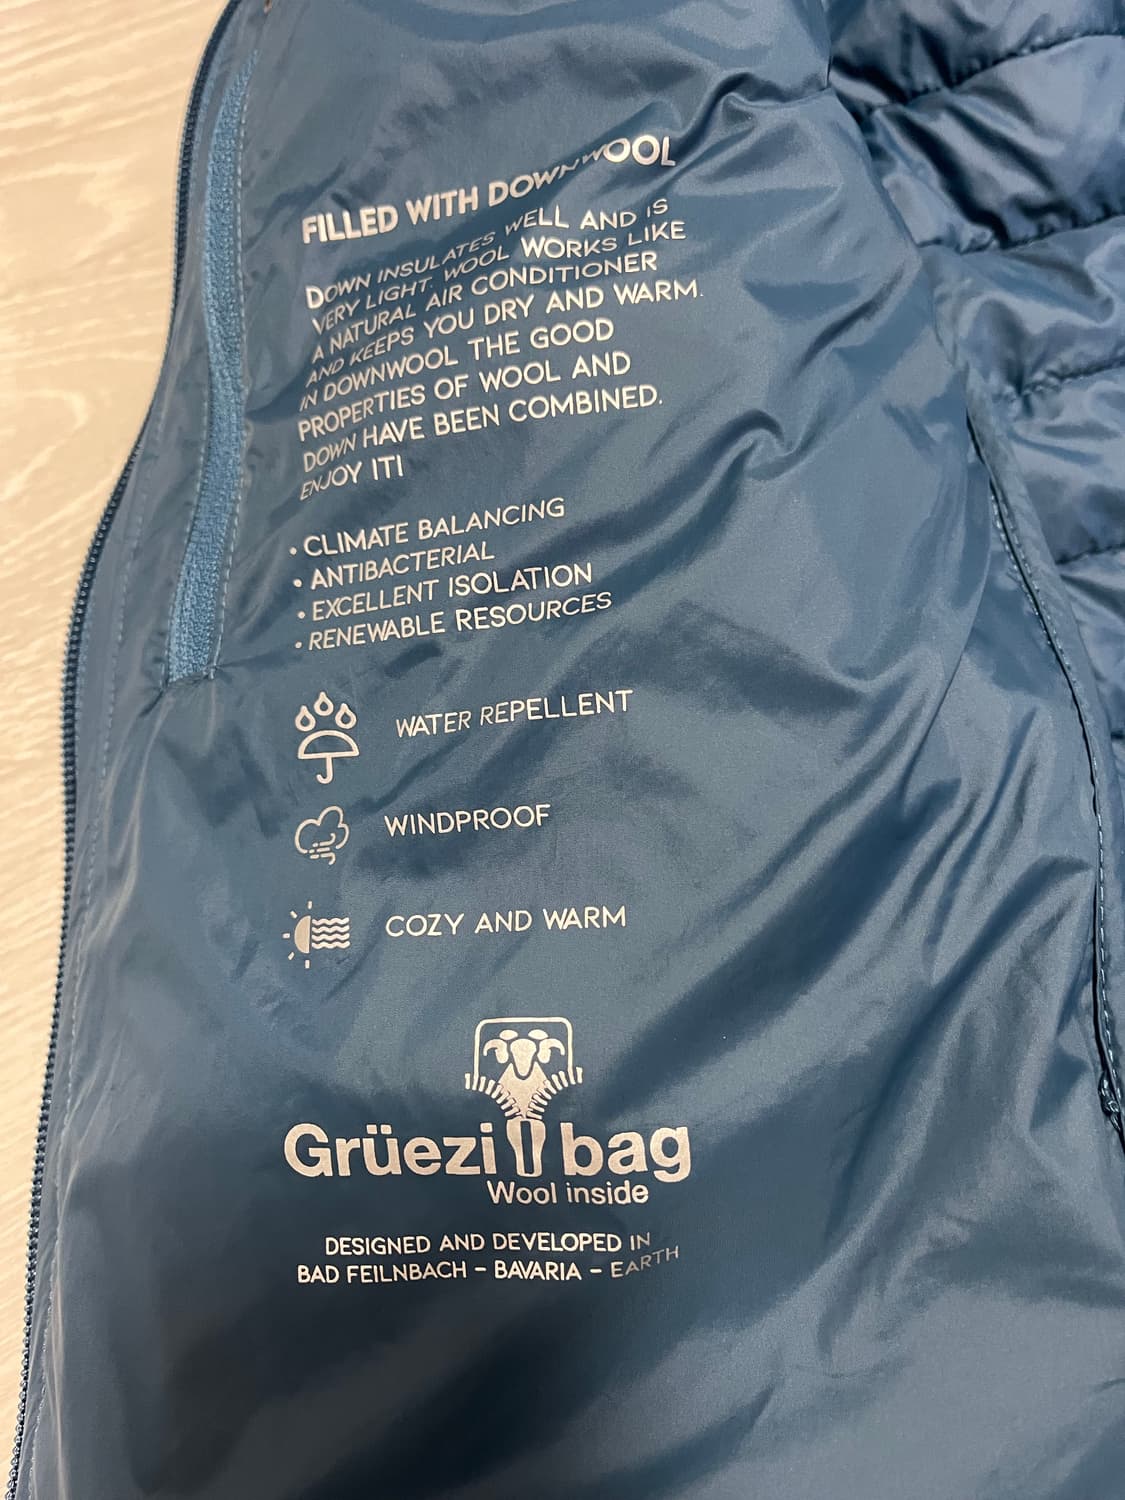 FILLED WITH DOWNWOOL
DOWN INSULATES WELL AND IS
VERY LIGHT. WOOL WORKS LIKE
A NATURAL AIR CONDITIONER
AND KEEPS YOU DRY AND WARM.
IN DOWNWOOL THE GOOD
PROPERTIES OF WOOL AND
DOWN HAVE BEEN COMBINED.
ENJOY IT!
• CLIMATE BALANCING
• ANTIBACTERIAL
• EXCELLENT ISOLATION
• RENEWABLE RESOURCES
WATER REPELLENT
WINDPROOF
COZY AND WARM
Grüezi bag
Wool inside
DESIGNED AND DEVELOPED IN
BAD FEILNBACH – BAVARIA – EARTH